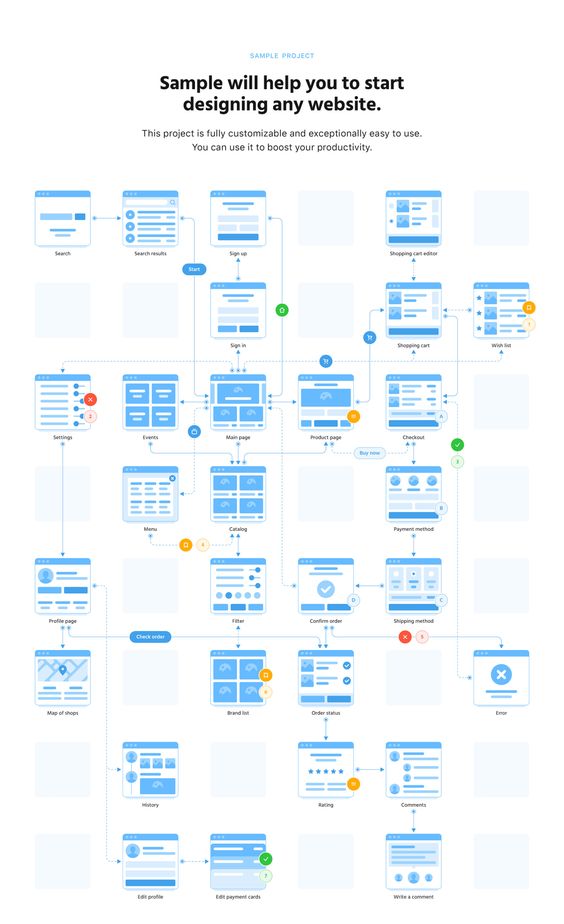 SAMPLE PROJECT
Sample will help you to start
designing any website.
This project is fully customizable and exceptionally easy to use.
You can use it to boost your productivity.
Search
Search results
Sign up
Shopping cart editor
Start
Sign in
Shopping cart
Wish list
1
2
Settings
Events
Main page
Product page
A
Checkout
Buy now
3
Menu
Catalog
B
Payment method
4
Profile page
Filter
D
Confirm order
C
Shipping method
Check order
5
Map of shops
Brand list
Order status
Error
History
Rating
Comments
7
Edit profile
Edit payment cards
Write a comment